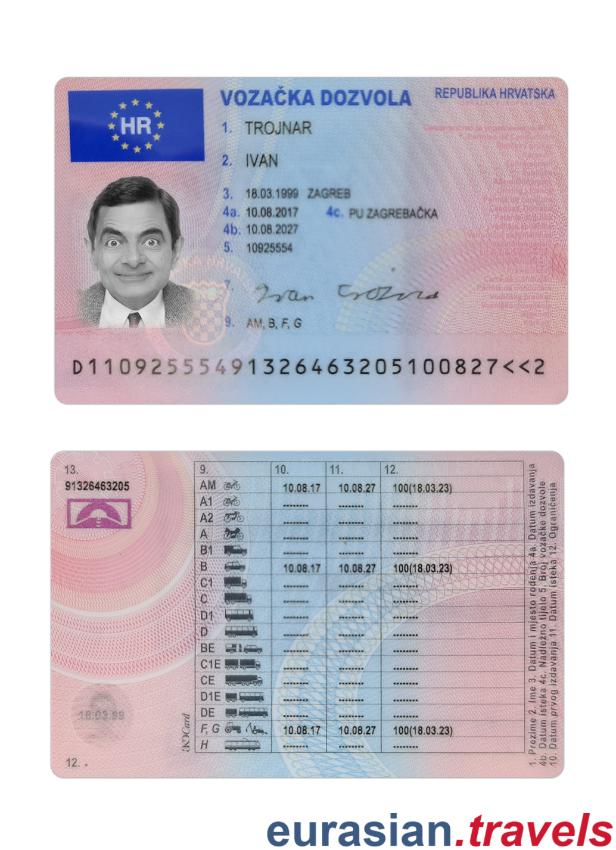 HR
VOZAČKA DOZVOLA
REPUBLIKA HRVATSKA
1. TROJNAR
2. IVAN
3. 18.03.1999 ZAGREB
4a. 10.08.2017 4c. PU ZAGREBAČKA
4b. 10.08.2027
5. 10925554
7.
9. AM, B, F, G
D11092555491326463205100827<<2
13.
91326463205
18.03.99
12.
9. 10. 11. 12.
AM 10.08.17 10.08.27 100(18.03.23)
A1 ------- ------- -------
A2 ------- ------- -------
A ------- ------- -------
B1 ------- ------- -------
B 10.08.17 10.08.27 100(18.03.23)
C1 ------- ------- -------
C ------- ------- -------
D1 ------- ------- -------
D ------- ------- -------
BE ------- ------- -------
C1E ------- ------- -------
CE ------- ------- -------
D1E ------- ------- -------
DE ------- ------- -------
F, G 10.08.17 10.08.27 100(18.03.23)
H ------- ------- -------
1. Prezime 2. Ime 3. Datum i mjesto rođenja 4a. Datum izdavanja
4b. Datum isteka 4c. Nadležno tijelo 5. Broj vozačke dozvole
10. Datum prvog izdavanja 11. Datum isteka 12. Ograničenja
eurasian.travels